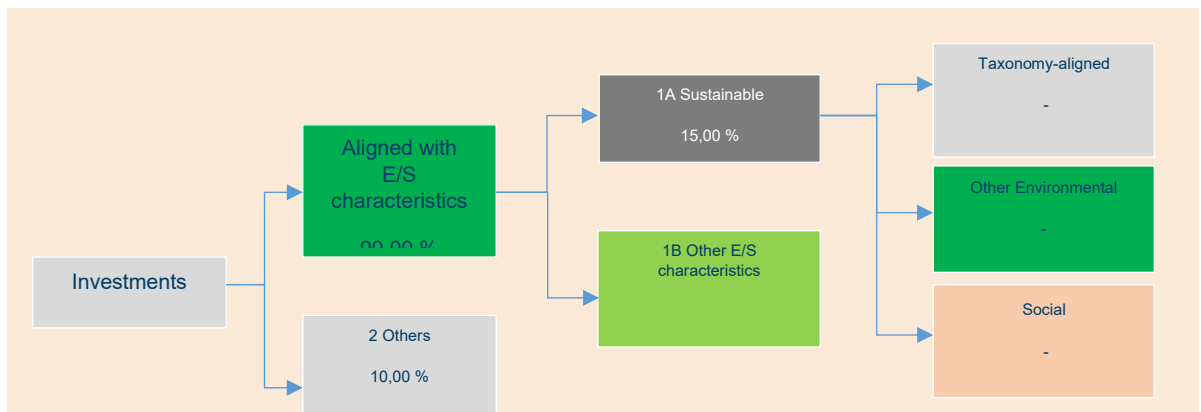 Investments
Aligned with
E/S
characteristics
2 Others
10,00 %
1A Sustainable
15,00 %
1B Other E/S
characteristics
Taxonomy-aligned
-
Other Environmental
-
Social
-